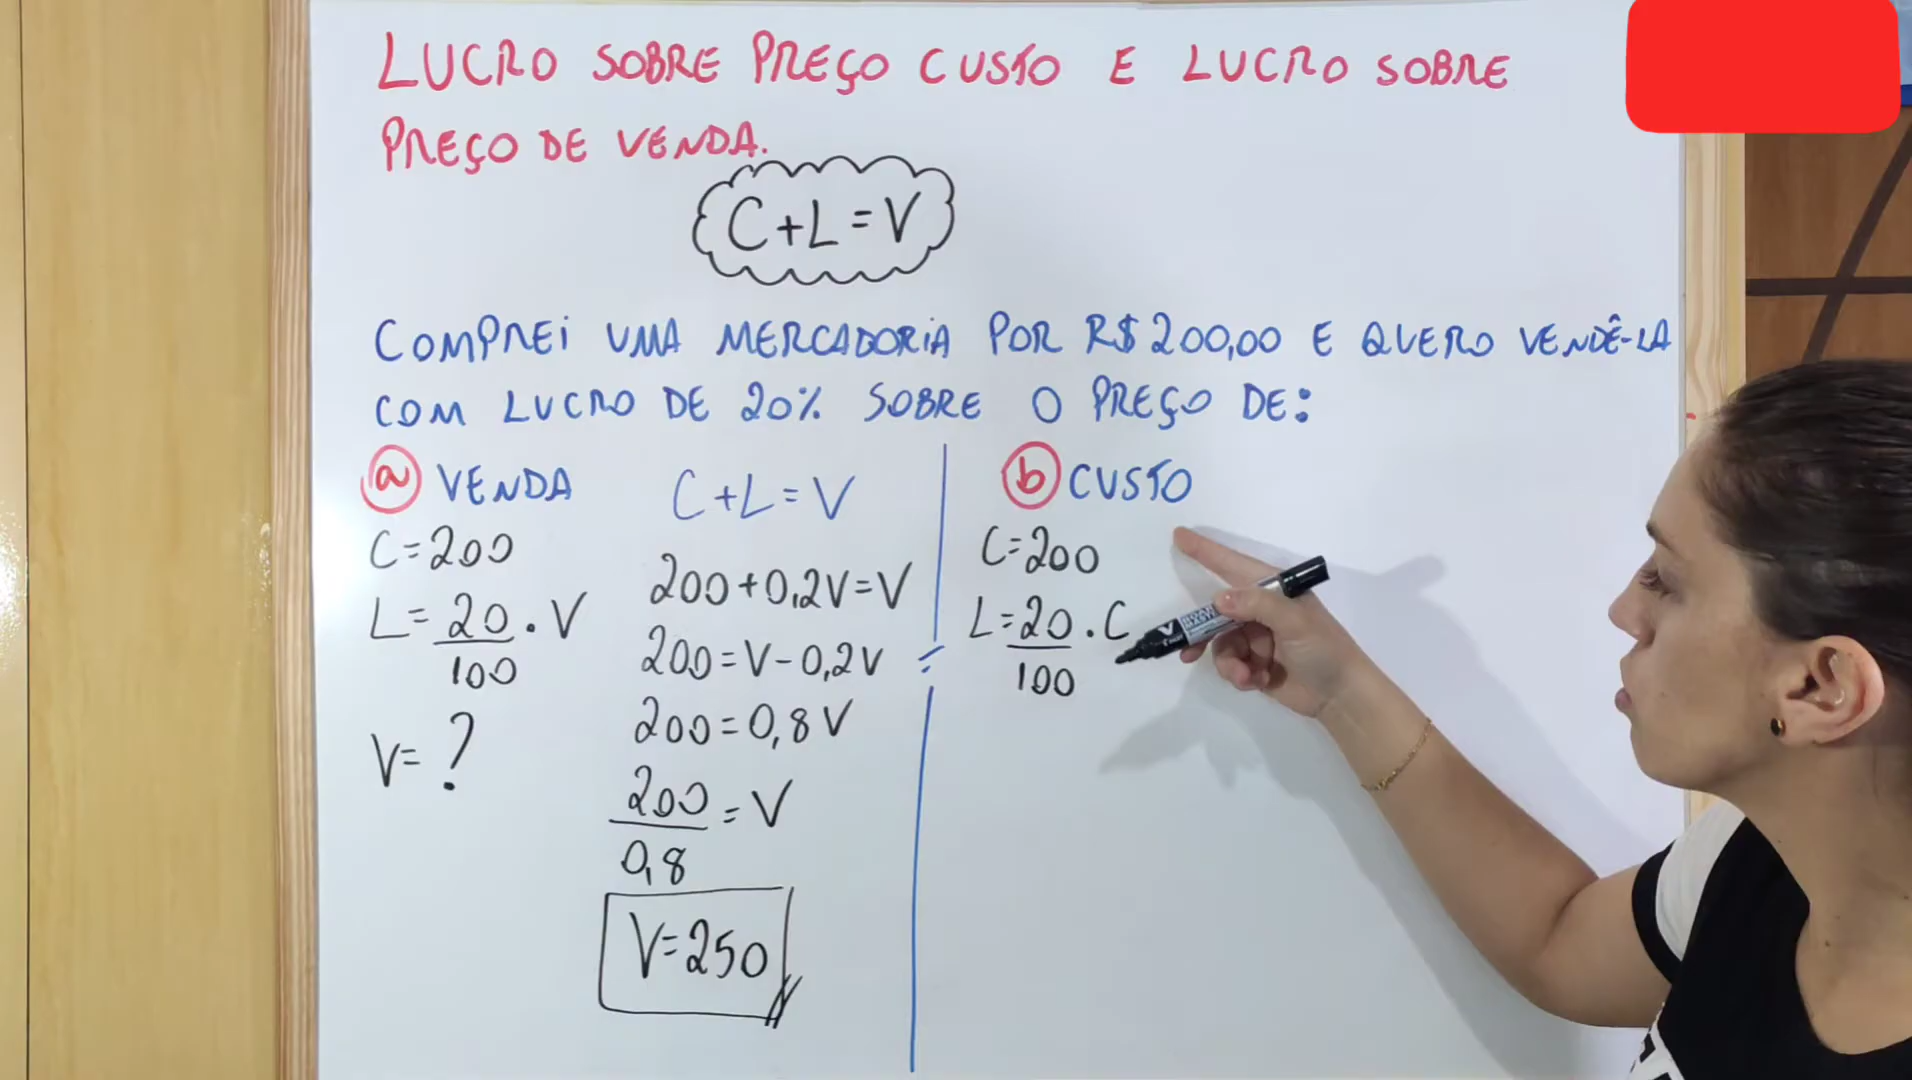 LUCRO SOBRE PREÇO CUSTO E LUCRO SOBRE
PREÇO DE VENDA.
C+L=V
COMPREI UMA MERCADORIA POR R$200,00 E QUERO VENDÊ-LA
COM LUCRO DE 20% SOBRE O PREÇO DE:
a VENDA
C=200
L=20/100 . V
V=?
C+L=V
200+0,2V=V
200=V-0,2V
200=0,8V
200/0,8=V
V=250
b CUSTO
C=200
L=20/100 . C